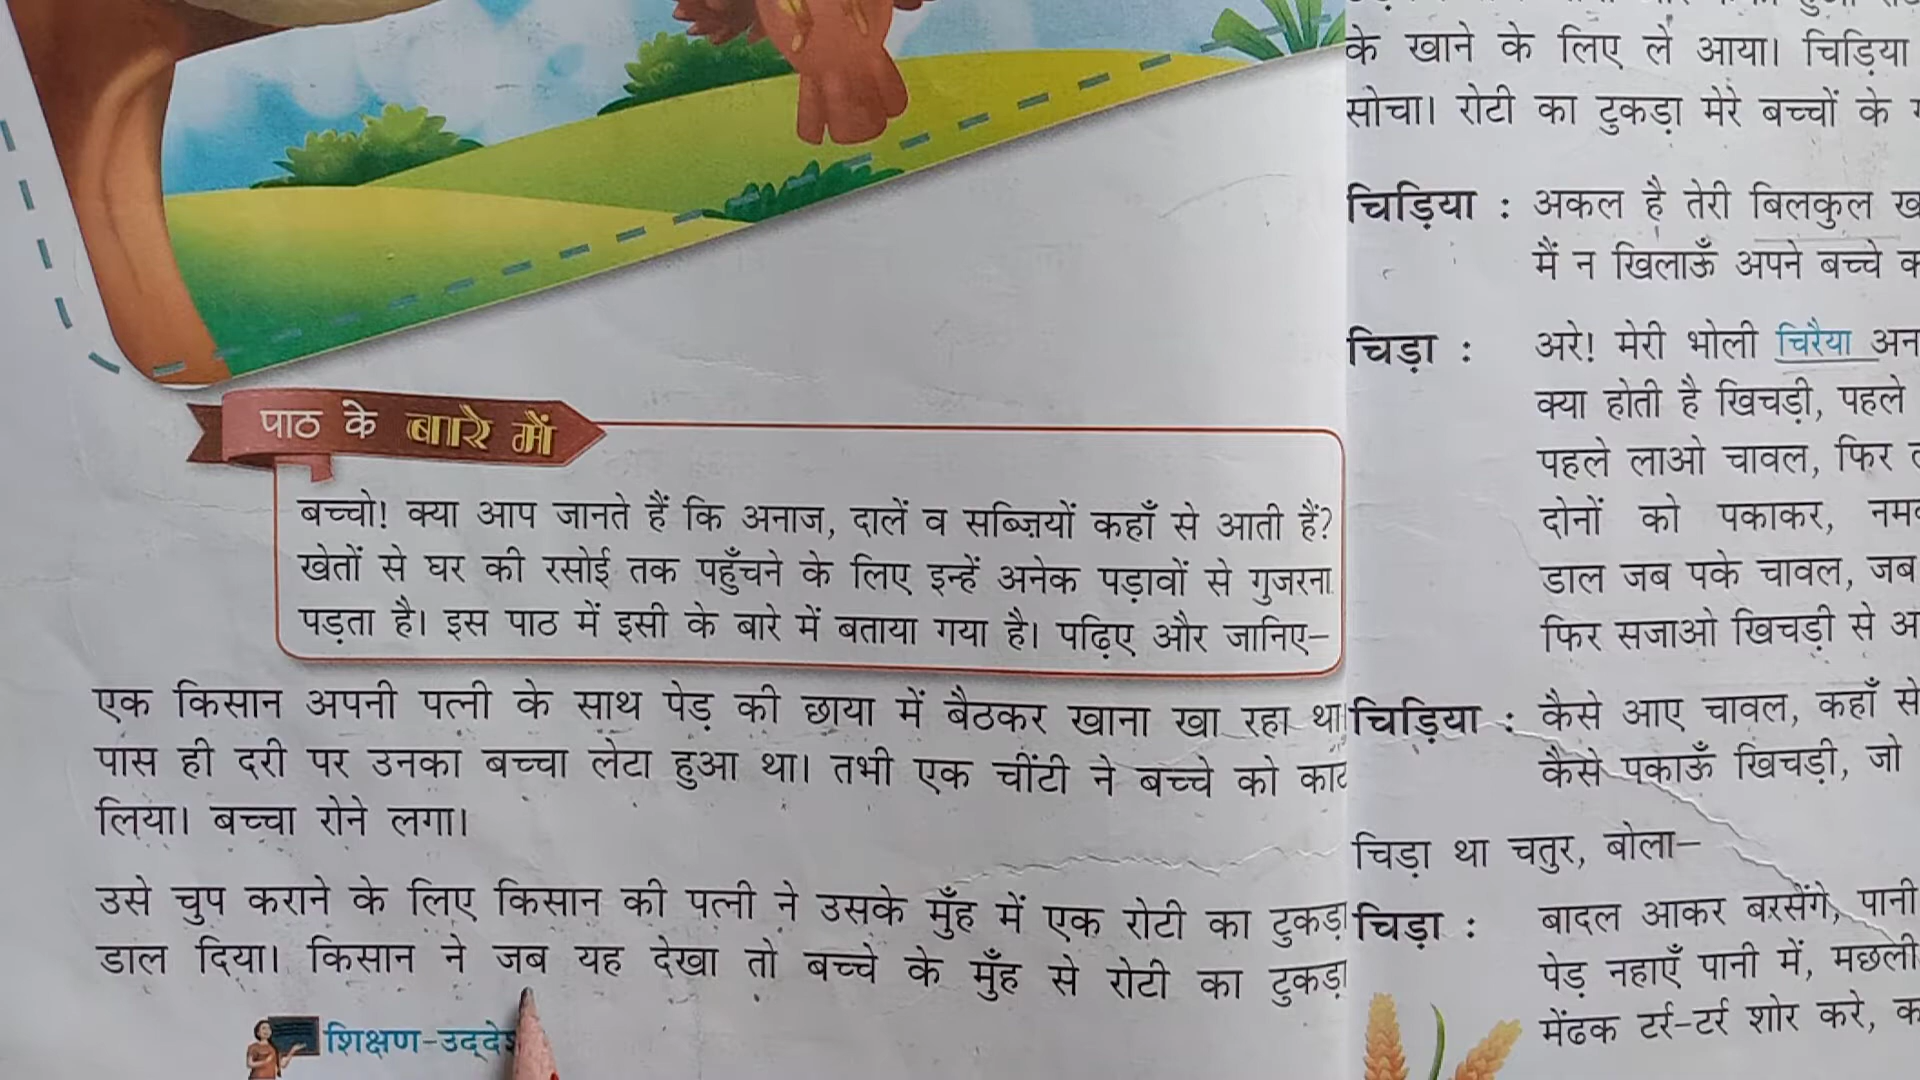 पाठ के बारे में
बच्चो! क्या आप जानते हैं कि अनाज, दालें व सब्ज़ियों कहाँ से आती हैं?
खेतों से घर की रसोई तक पहुँचने के लिए इन्हें अनेक पड़ावों से गुजरना
पड़ता है। इस पाठ में इसी के बारे में बताया गया है। पढ़िए और जानिए–
एक किसान अपनी पत्नी के साथ पेड़ की छाया में बैठकर खाना खा रहा था
पास ही दरी पर उनका बच्चा लेटा हुआ था। तभी एक चींटी ने बच्चे को काट
लिया। बच्चा रोने लगा।
उसे चुप कराने के लिए किसान की पत्नी ने उसके मुँह में एक रोटी का टुकड़ा
डाल दिया। किसान ने जब यह देखा तो बच्चे के मुँह से रोटी का टुकड़ा
शिक्षण-उद्दे
के खाने के लिए ले आया। चिड़िया
सोचा। रोटी का टुकड़ा मेरे बच्चों के
चिड़िया : अकल है तेरी बिलकुल
मैं न खिलाऊँ अपने बच्चे
चिड़ा : अरे! मेरी भोली चिरैया
क्या होती है खिचड़ी, पहले
पहले लाओ चावल, फिर
दोनों को पकाकर,
डाल जब पके चावल, जब
फिर सजाओ खिचड़ी से
चिड़िया : कैसे आए चावल, कहाँ से
कैसे पकाऊँ खिचड़ी, जो
चिड़ा था चतुर, बोला–
चिड़ा : बादल आकर बरसेंगे, पानी
पेड़ नहाएँ पानी में, मछली
मेंढक टर्र-टर्र शोर करे,